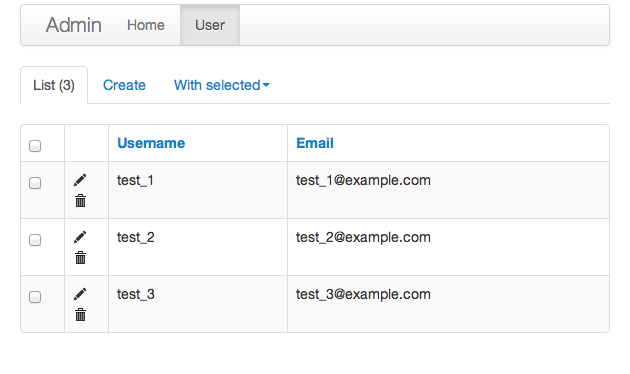 Admin Home User
List (3) Create With selected
Username Email
test_1 test_1@example.com
test_2 test_2@example.com
test_3 test_3@example.com